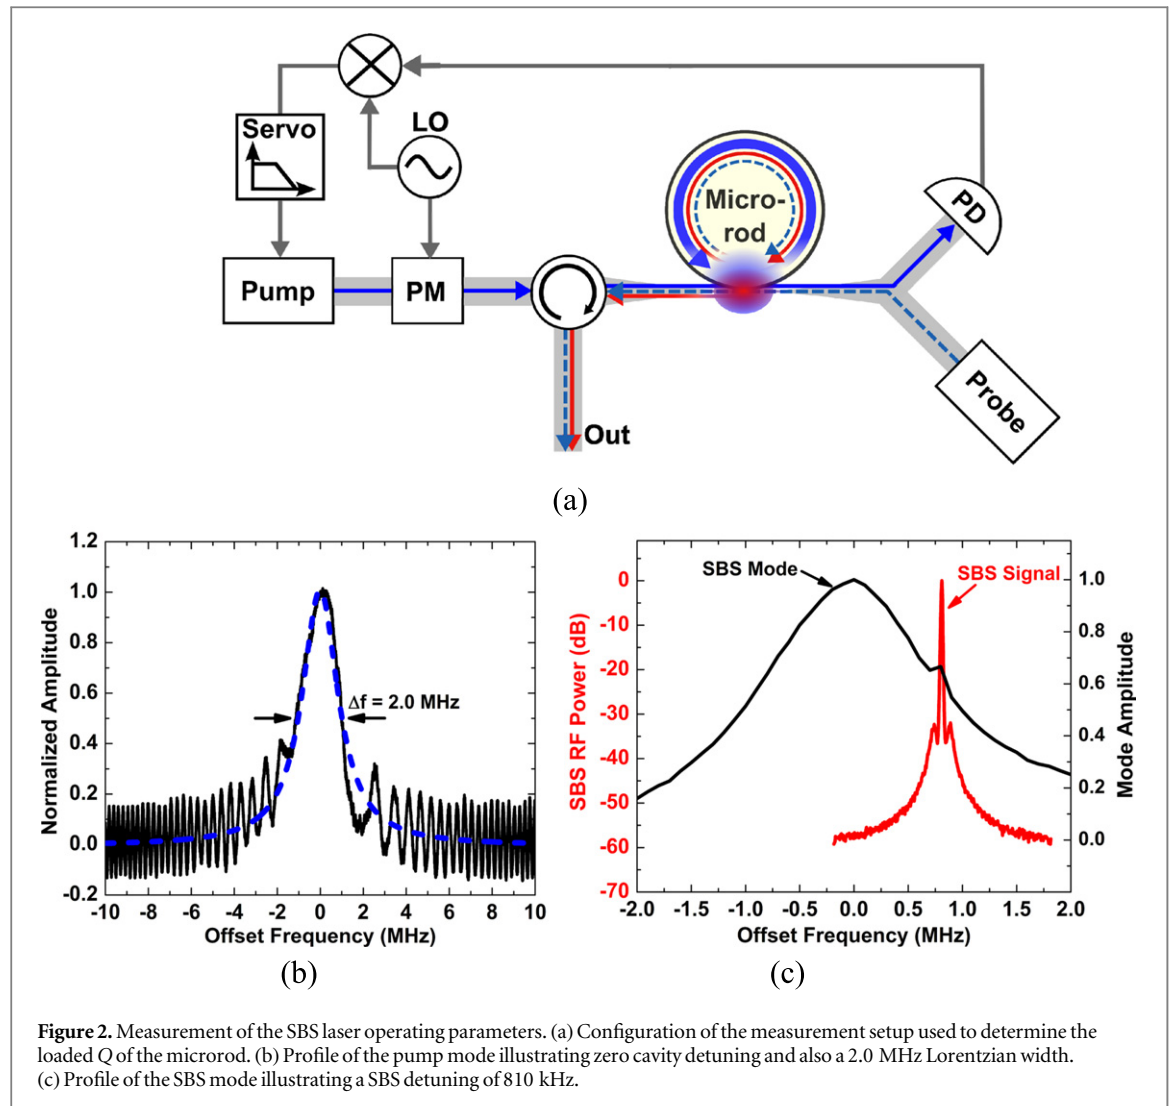 Servo
LO
Micro-
rod
PD
Pump
PM
Probe
Out
(a)
1.2
1.0
0.8
0.6
0.4
0.2
0.0
-0.2
Normalized Amplitude
Δf = 2.0 MHz
-10 -8 -6 -4 -2 0 2 4 6 8 10
Offset Frequency (MHz)
(b)
SBS Mode
SBS Signal
0
-10
-20
-30
-40
-50
-60
-70
SBS RF Power (dB)
1.0
0.8
0.6
0.4
0.2
0.0
Mode Amplitude
-2.0 -1.5 -1.0 -0.5 0.0 0.5 1.0 1.5 2.0
Offset Frequency (MHz)
(c)
Figure 2. Measurement of the SBS laser operating parameters. (a) Configuration of the measurement setup used to determine the
loaded Q of the microrod. (b) Profile of the pump mode illustrating zero cavity detuning and also a 2.0 MHz Lorentzian width.
(c) Profile of the SBS mode illustrating a SBS detuning of 810 kHz.